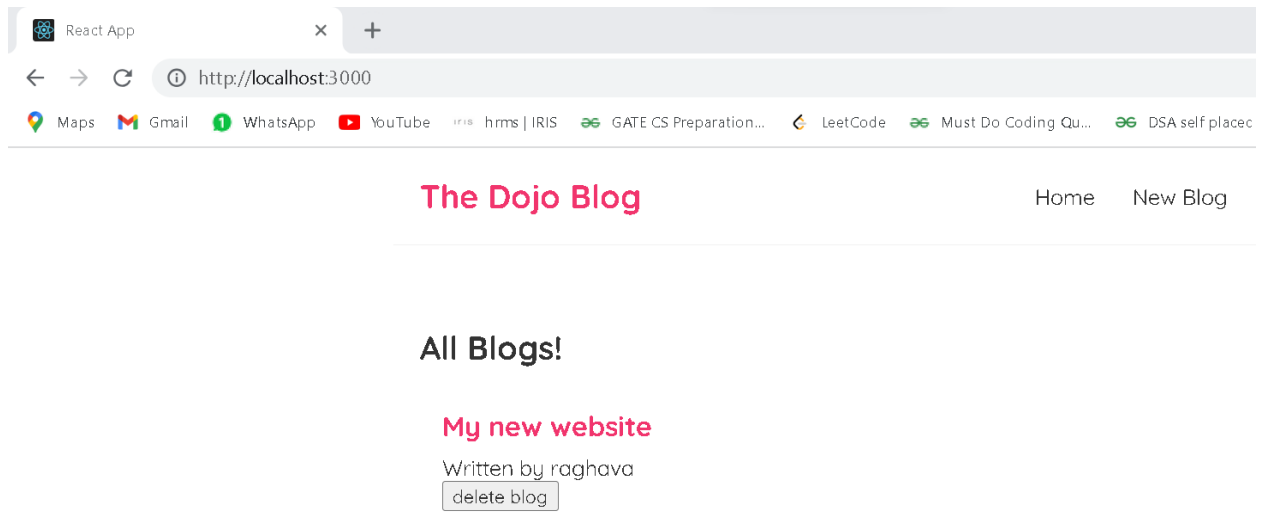 React App
http://localhost:3000
Maps Gmail 1 WhatsApp YouTube IRIS hrms | IRIS GATE CS Preparation... LeetCode Must Do Coding Qu... DSA self placec
The Dojo Blog Home New Blog
All Blogs!
My new website
Written by raghava
delete blog